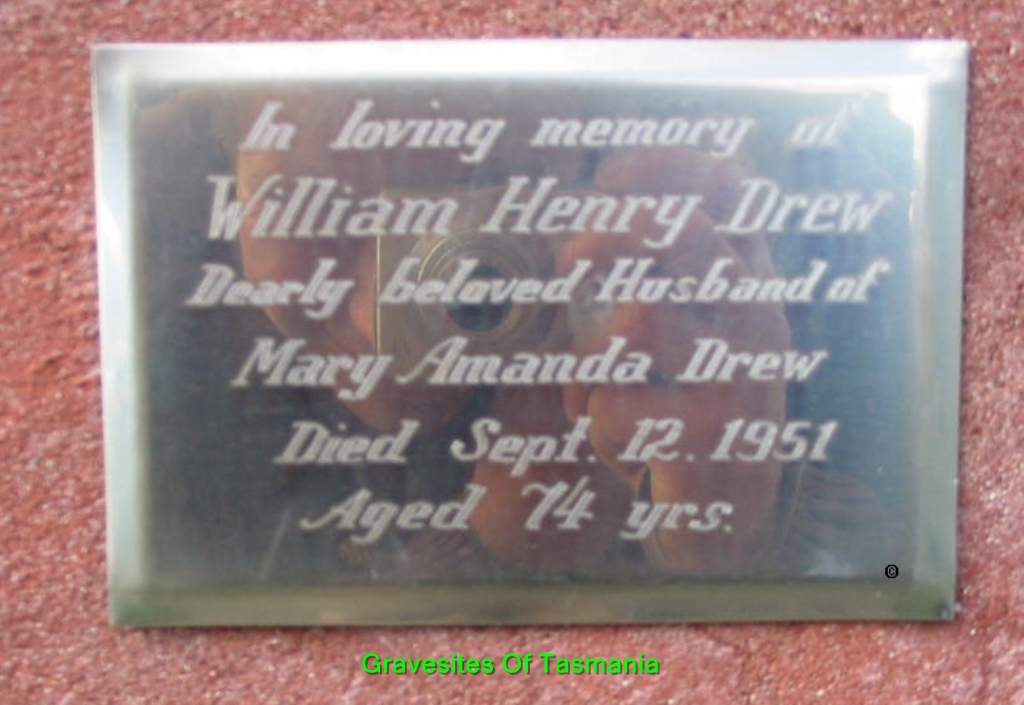 In loving memory of
William Henry Drew
Dearly beloved Husband of
Mary Amanda Drew
Died Sept. 12. 1951
Aged 74 yrs.
©
Gravesites Of Tasmania